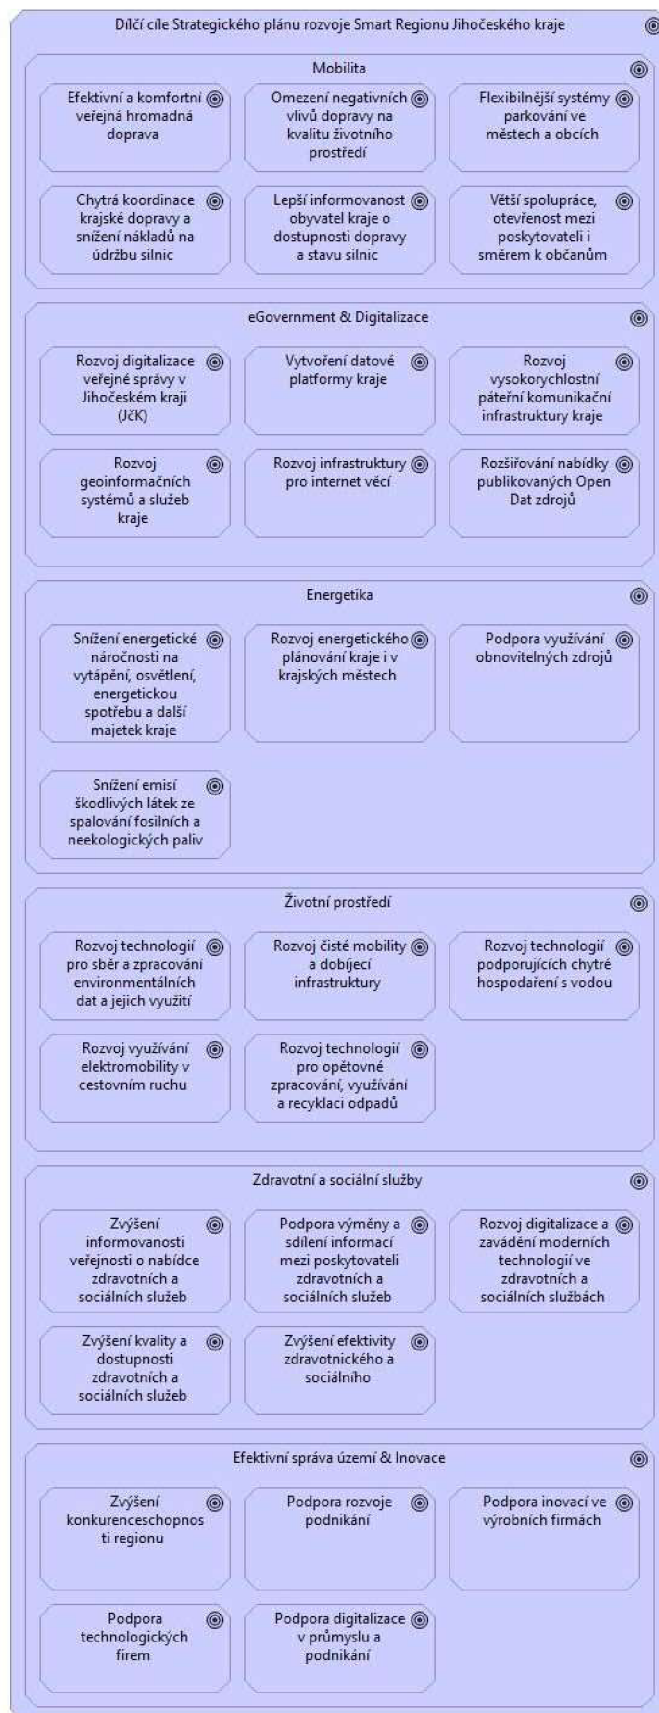 Dílčí cíle Strategického plánu rozvoje Smart Regionu Jihočeského kraje
Mobilita
Efektivní a komfortní
veřejná hromadná
doprava
Omezení negativních
vlivů dopravy na
kvalitu životního
prostředí
Flexibilnější systémy
parkování ve
městech a obcích
Chytrá koordinace
krajské dopravy a
snížení nákladů na
údržbu silnic
Lepší informovanost
obyvatel kraje o
dostupnosti dopravy
a stavu silnic
Větší spolupráce,
otevřenost mezi
poskytovateli i
směrem k občanům
eGovernment & Digitalizace
Rozvoj digitalizace
veřejné správy v
Jihočeském kraji
(JčK)
Vytvoření datové
platformy kraje
Rozvoj
vysokorychlostní
páteřní komunikační
infrastruktury kraje
Rozvoj
geoinformačních
systémů a služeb
kraje
Rozvoj infrastruktury
pro internet věcí
Rozšiřování nabídky
publikovaných Open
Dat zdrojů
Energetika
Snížení energetické
náročnosti na
vytápění, osvětlení,
energetickou
spotřebu a další
majetek kraje
Rozvoj energetického
plánování kraje i v
krajských městech
Podpora využívání
obnovitelných zdrojů
Snížení emisí
škodlivých látek ze
spalování fosilních a
neekologických paliv
Životní prostředí
Rozvoj technologií
pro sběr a zpracování
environmentálních
dat a jejich využití
Rozvoj čisté mobility
a dobíjecí
infrastruktury
Rozvoj technologií
podporujících chytré
hospodaření s vodou
Rozvoj využívání
elektromobility v
cestovním ruchu
Rozvoj technologií
pro opětovné
zpracování, využívání
a recyklaci odpadů
Zdravotní a sociální služby
Zvýšení
informovanosti
veřejnosti o nabídce
zdravotních a
sociálních služeb
Podpora výměny a
sdílení informací
mezi poskytovateli
zdravotních a
sociálních služeb
Rozvoj digitalizace a
zavádění moderních
technologií ve
zdravotních a
sociálních službách
Zvýšení kvality a
dostupnosti
zdravotních a
sociálních služeb
Zvýšení efektivity
zdravotnického a
sociálního
Efektivní správa území & Inovace
Zvýšení
konkurenceschopnos
ti regionu
Podpora rozvoje
podnikání
Podpora inovací ve
výrobních firmách
Podpora
technologických
firem
Podpora digitalizace
v průmyslu a
podnikání